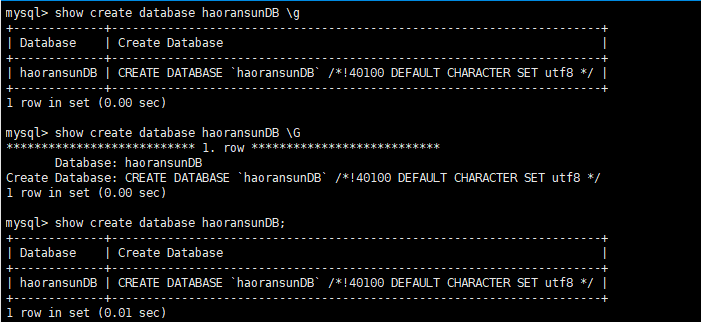 mysql> show create database haoransunDB \g
+-------------+----------------------------------------------------------------------+
| Database    | Create Database                                                      |
+-------------+----------------------------------------------------------------------+
| haoransunDB | CREATE DATABASE `haoransunDB` /*!40100 DEFAULT CHARACTER SET utf8 */ |
+-------------+----------------------------------------------------------------------+
1 row in set (0.00 sec)

mysql> show create database haoransunDB \G
*************************** 1. row ***************************
       Database: haoransunDB
Create Database: CREATE DATABASE `haoransunDB` /*!40100 DEFAULT CHARACTER SET utf8 */
1 row in set (0.00 sec)

mysql> show create database haoransunDB;
+-------------+----------------------------------------------------------------------+
| Database    | Create Database                                                      |
+-------------+----------------------------------------------------------------------+
| haoransunDB | CREATE DATABASE `haoransunDB` /*!40100 DEFAULT CHARACTER SET utf8 */ |
+-------------+----------------------------------------------------------------------+
1 row in set (0.01 sec)